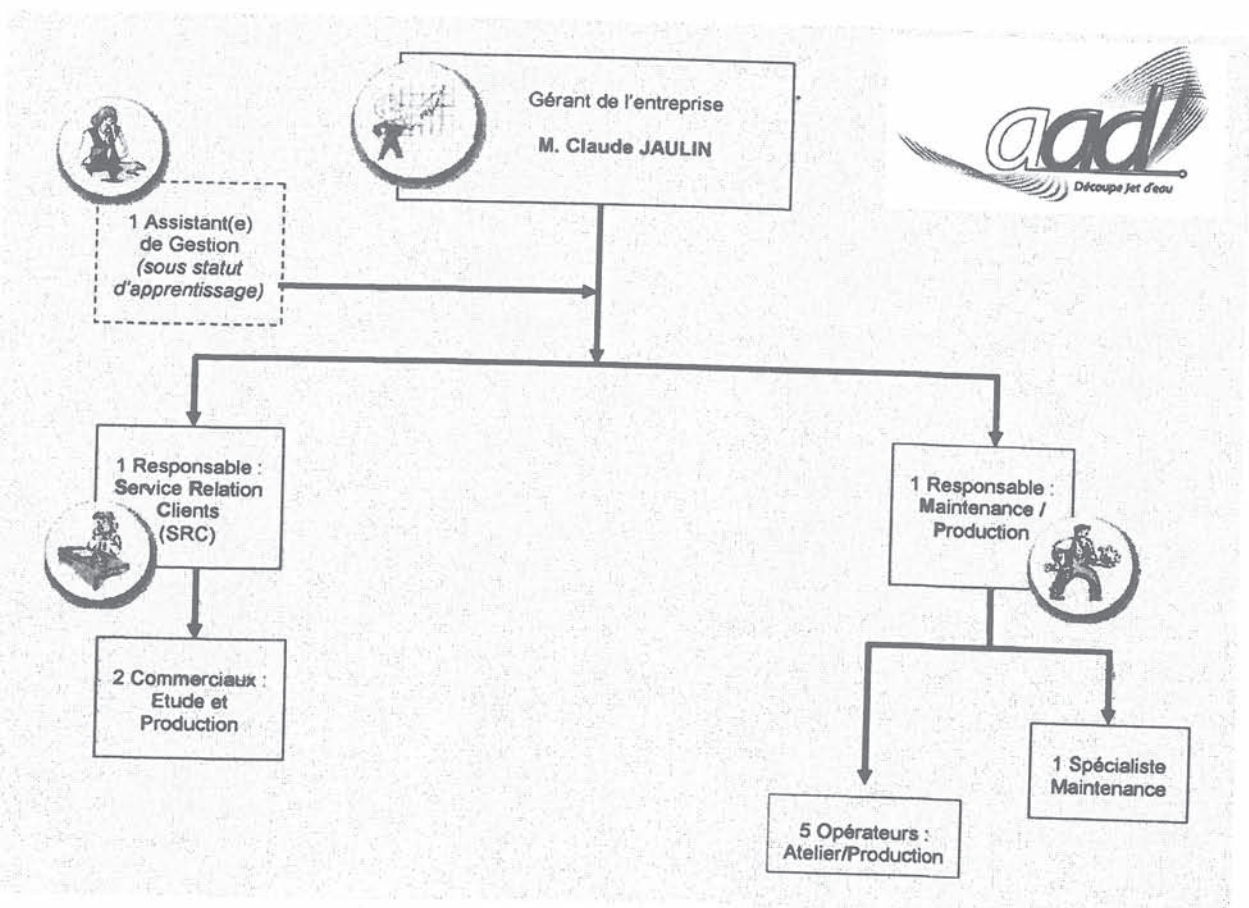 Gérant de l'entreprise
M. Claude JAULIN
aad
Découpe Jet d'eau
1 Assistant(e)
de Gestion
(sous statut
d'apprentissage)
1 Responsable :
Service Relation
Clients
(SRC)
1 Responsable :
Maintenance /
Production
2 Commerciaux :
Etude et
Production
1 Spécialiste
Maintenance
5 Opérateurs :
Atelier/Production